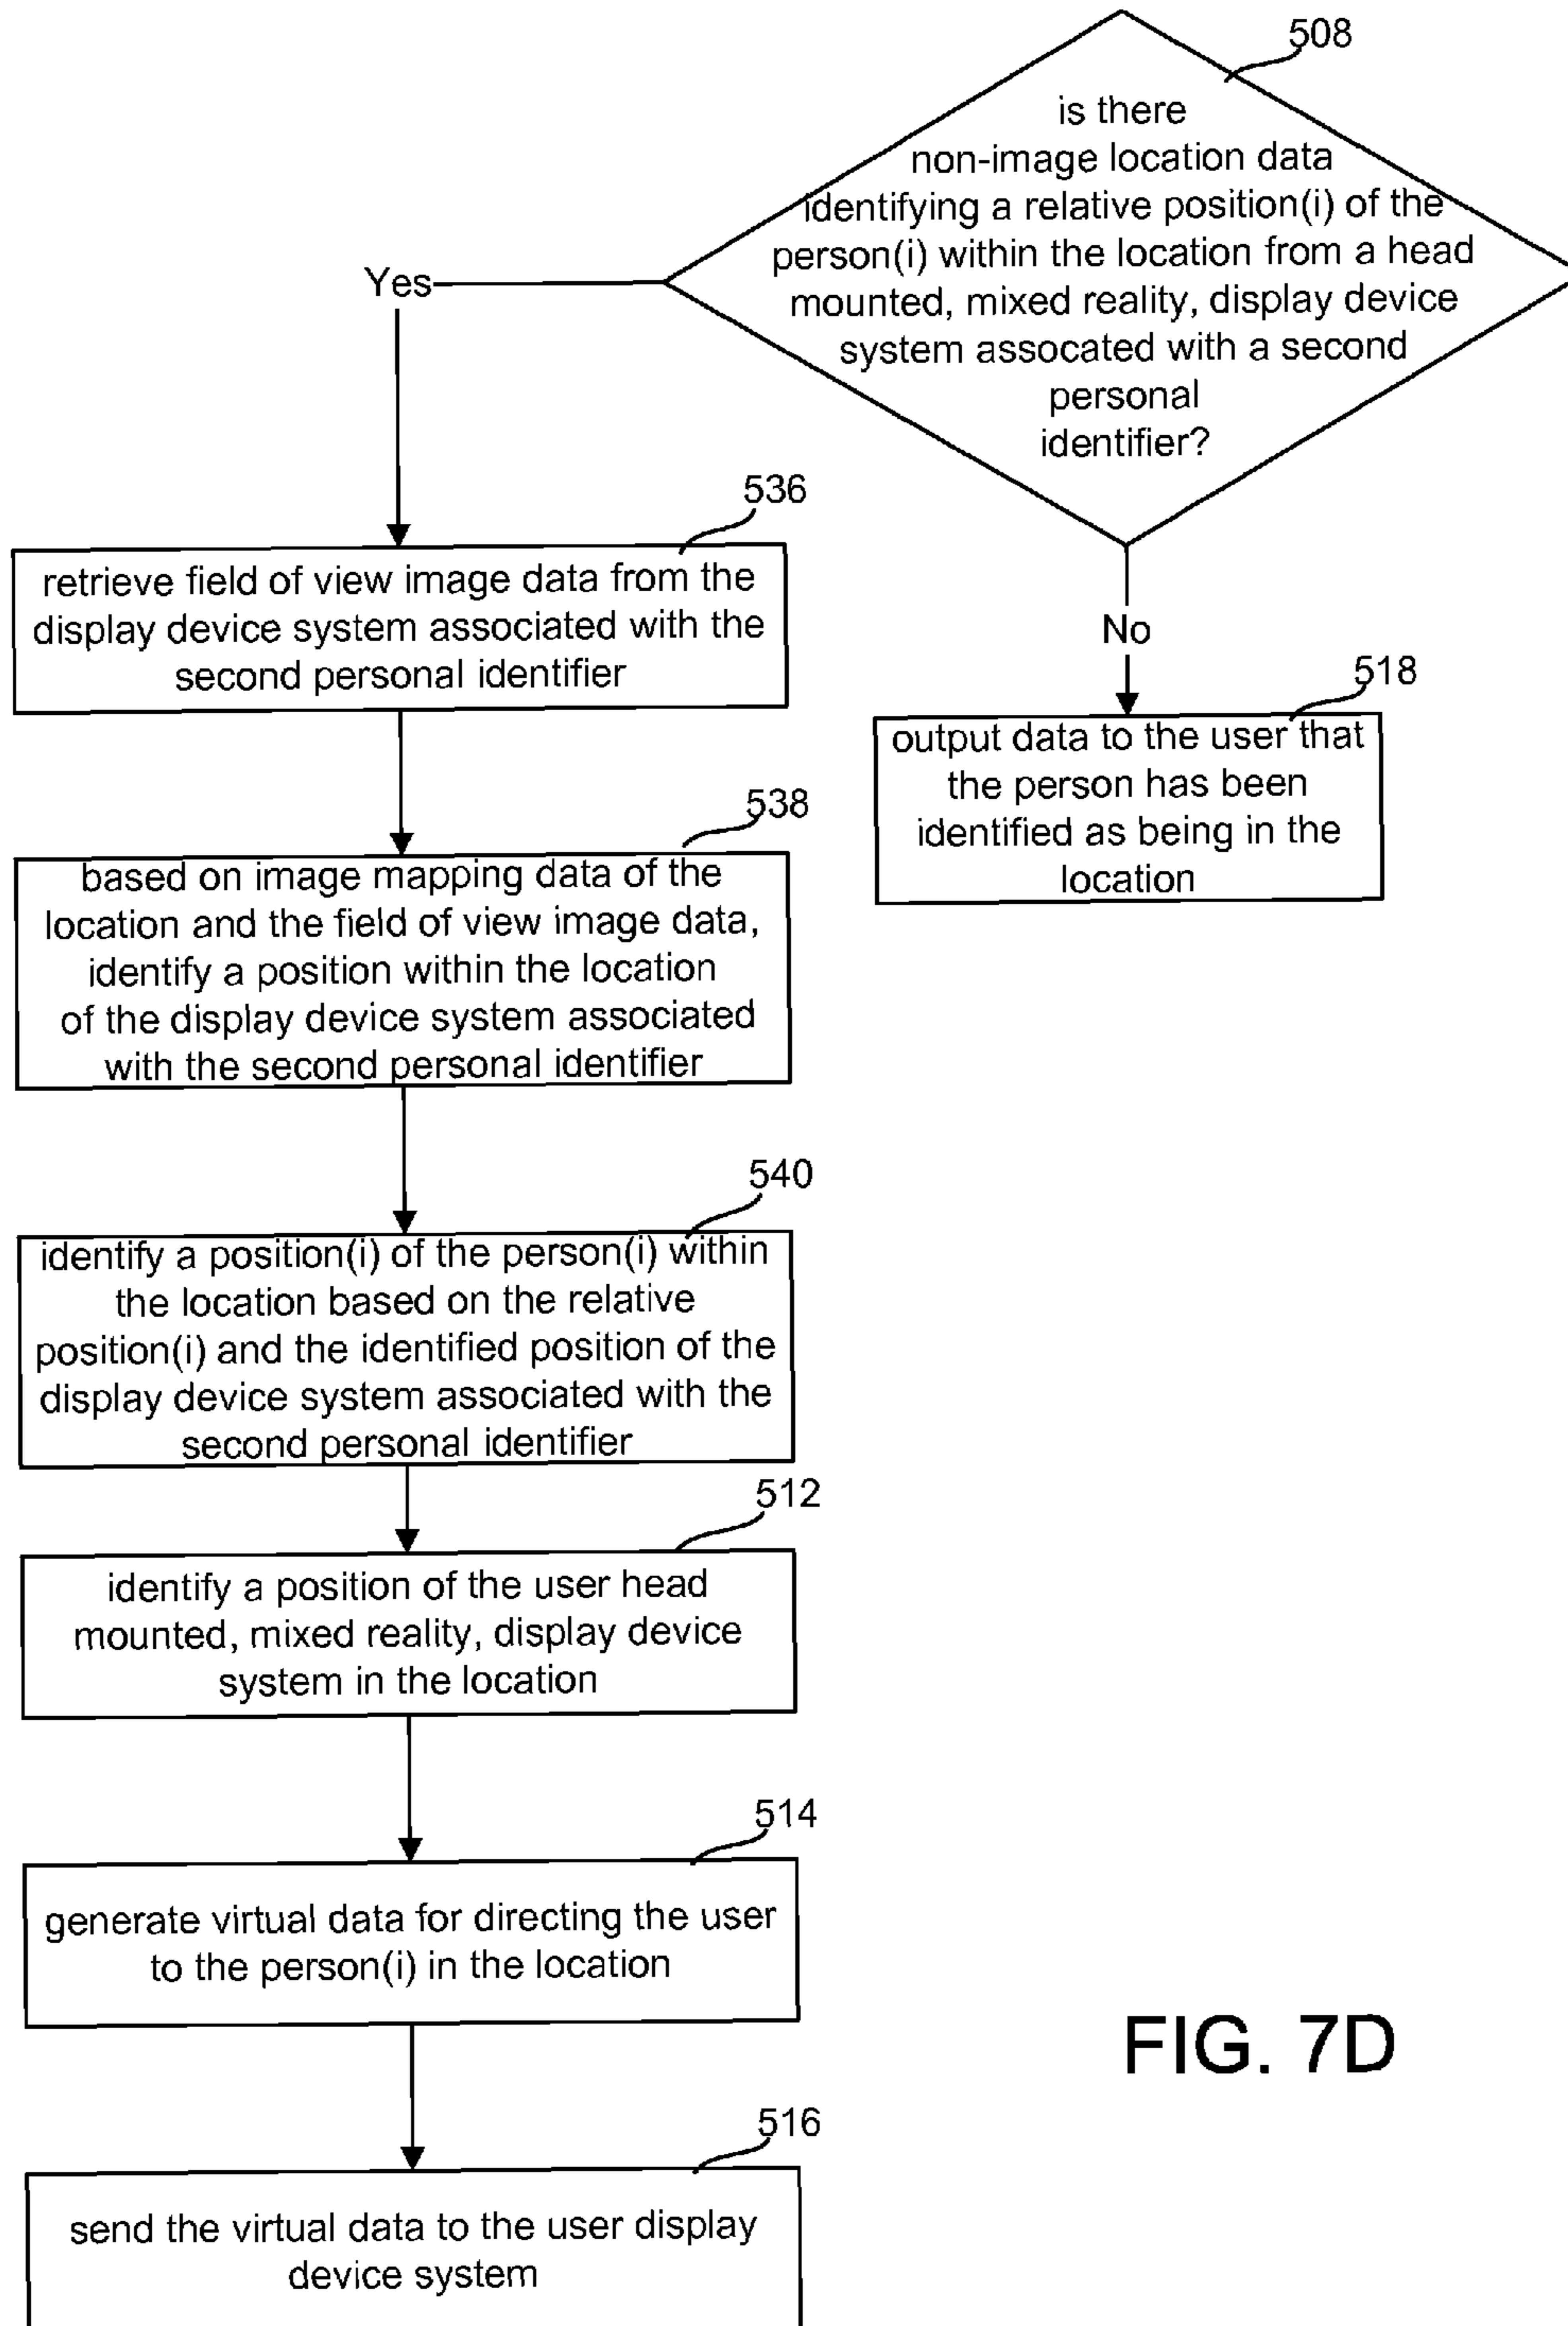 508
is there
non-image location data
identifying a relative position(i) of the
person(i) within the location from a head
mounted, mixed reality, display device
system assocated with a second
personal
identifier?
Yes
No
536
retrieve field of view image data from the
display device system associated with the
second personal identifier
518
output data to the user that
the person has been
identified as being in the
location
538
based on image mapping data of the
location and the field of view image data,
identify a position within the location
of the display device system associated
with the second personal identifier
540
identify a position(i) of the person(i) within
the location based on the relative
position(i) and the identified position of the
display device system associated with the
second personal identifier
512
identify a position of the user head
mounted, mixed reality, display device
system in the location
514
generate virtual data for directing the user
to the person(i) in the location
516
send the virtual data to the user display
device system
FIG. 7D